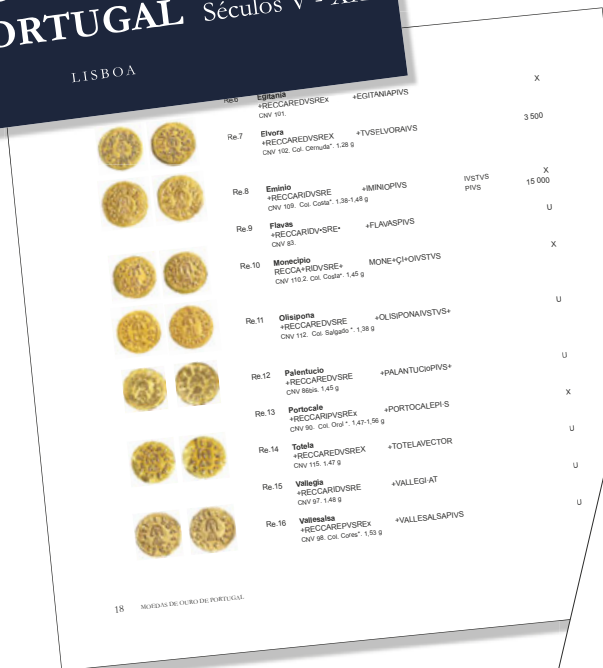 PORTUGAL Séculos V -
LISBOA
Re.6 Egitania X
+RECCAREDVSREx +EGITANIAPIVS
CNV 101.
Re.7 Elvora 3 500
+RECCAREDVSREX +TVSELVORAIVS
CNV 102. Col. Cernuda*. 1,28 g
Re.8 Eminio X
+RECCARIDVSRE +IMINIOPIVS IVSTVS 15 000
CNV 109. Col. Costa*. 1,38-1,48 g PIVS
Re.9 Flavas U
+RECCARIDV•SRE• +FLAVASPIVS
CNV 83.
Re.10 Monecipio X
RECCA+RIDVSRE+ MONE+ÇI+OIVSTVS
CNV 110.2. Col. Costa*. 1,45 g
Re.11 Olisipona U
+RECCAREDVSRE +OLISIPONAIVSTVS+
CNV 112. Col. Salgado *. 1,38 g
Re.12 Palentucio U
+RECCAREDVSRE +PALANTUCIoPIVS+
CNV 86bis. 1,45 g
Re.13 Portocale X
+RECCARIPVSREx +PORTOCALEPI·S
CNV 90. Col. Orol *. 1,47-1,56 g
Re.14 Totela U
+RECCAREDVSREX +TOTELAVECTOR
CNV 115. 1.47 g
Re.15 Vallegia U
+RECCARIDVSRE +VALLEGI·AT
CNV 97. 1.48 g
Re.16 Vallesalsa U
+RECCAREPVSREx +VALLESALSAPIVS
CNV 98. Col. Cores*. 1,53 g
18 MOEDAS DE OURO DE PORTUGAL